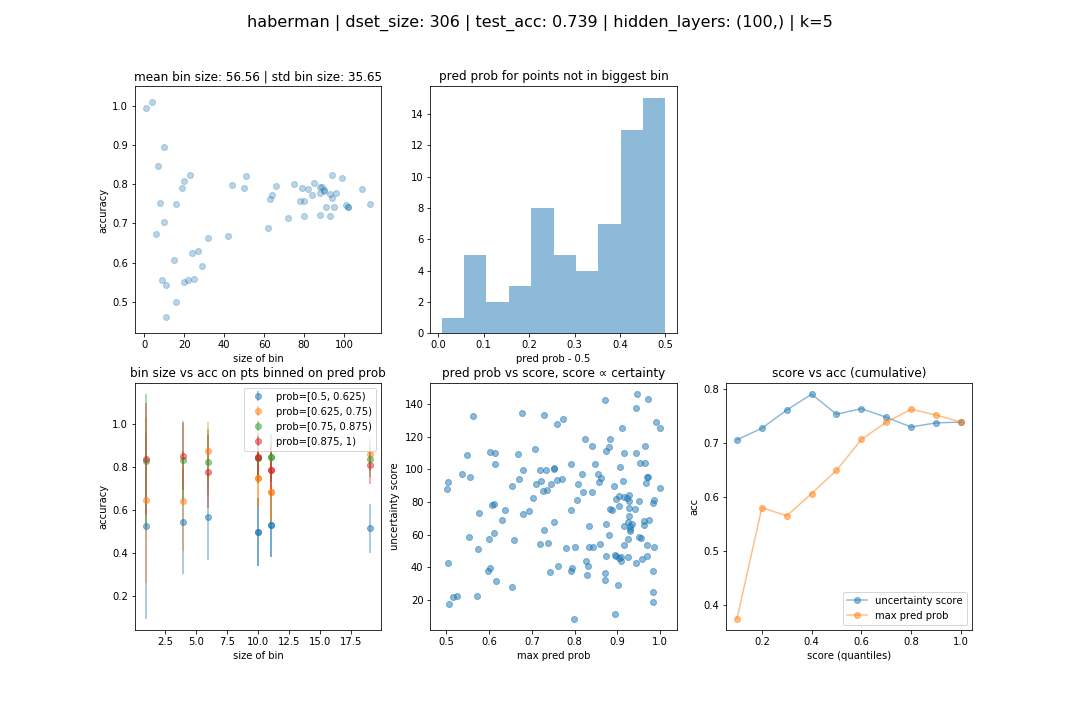 haberman | dset_size: 306 | test_acc: 0.739 | hidden_layers: (100,) | k=5
mean bin size: 56.56 | std bin size: 35.65
accuracy
1.0
0.9
0.8
0.7
0.6
0.5
0 20 40 60 80 100
size of bin
pred prob for points not in biggest bin
14
12
10
8
6
4
2
0
0.0 0.1 0.2 0.3 0.4 0.5
pred prob - 0.5
bin size vs acc on pts binned on pred prob
accuracy
1.0
0.8
0.6
0.4
0.2
prob=[0.5, 0.625)
prob=[0.625, 0.75)
prob=[0.75, 0.875)
prob=[0.875, 1)
2.5 5.0 7.5 10.0 12.5 15.0 17.5
size of bin
pred prob vs score, score ∝ certainty
uncertainty score
140
120
100
80
60
40
20
0.5 0.6 0.7 0.8 0.9 1.0
max pred prob
score vs acc (cumulative)
acc
0.8
0.7
0.6
0.5
0.4
uncertainty score
max pred prob
0.2 0.4 0.6 0.8 1.0
score (quantiles)